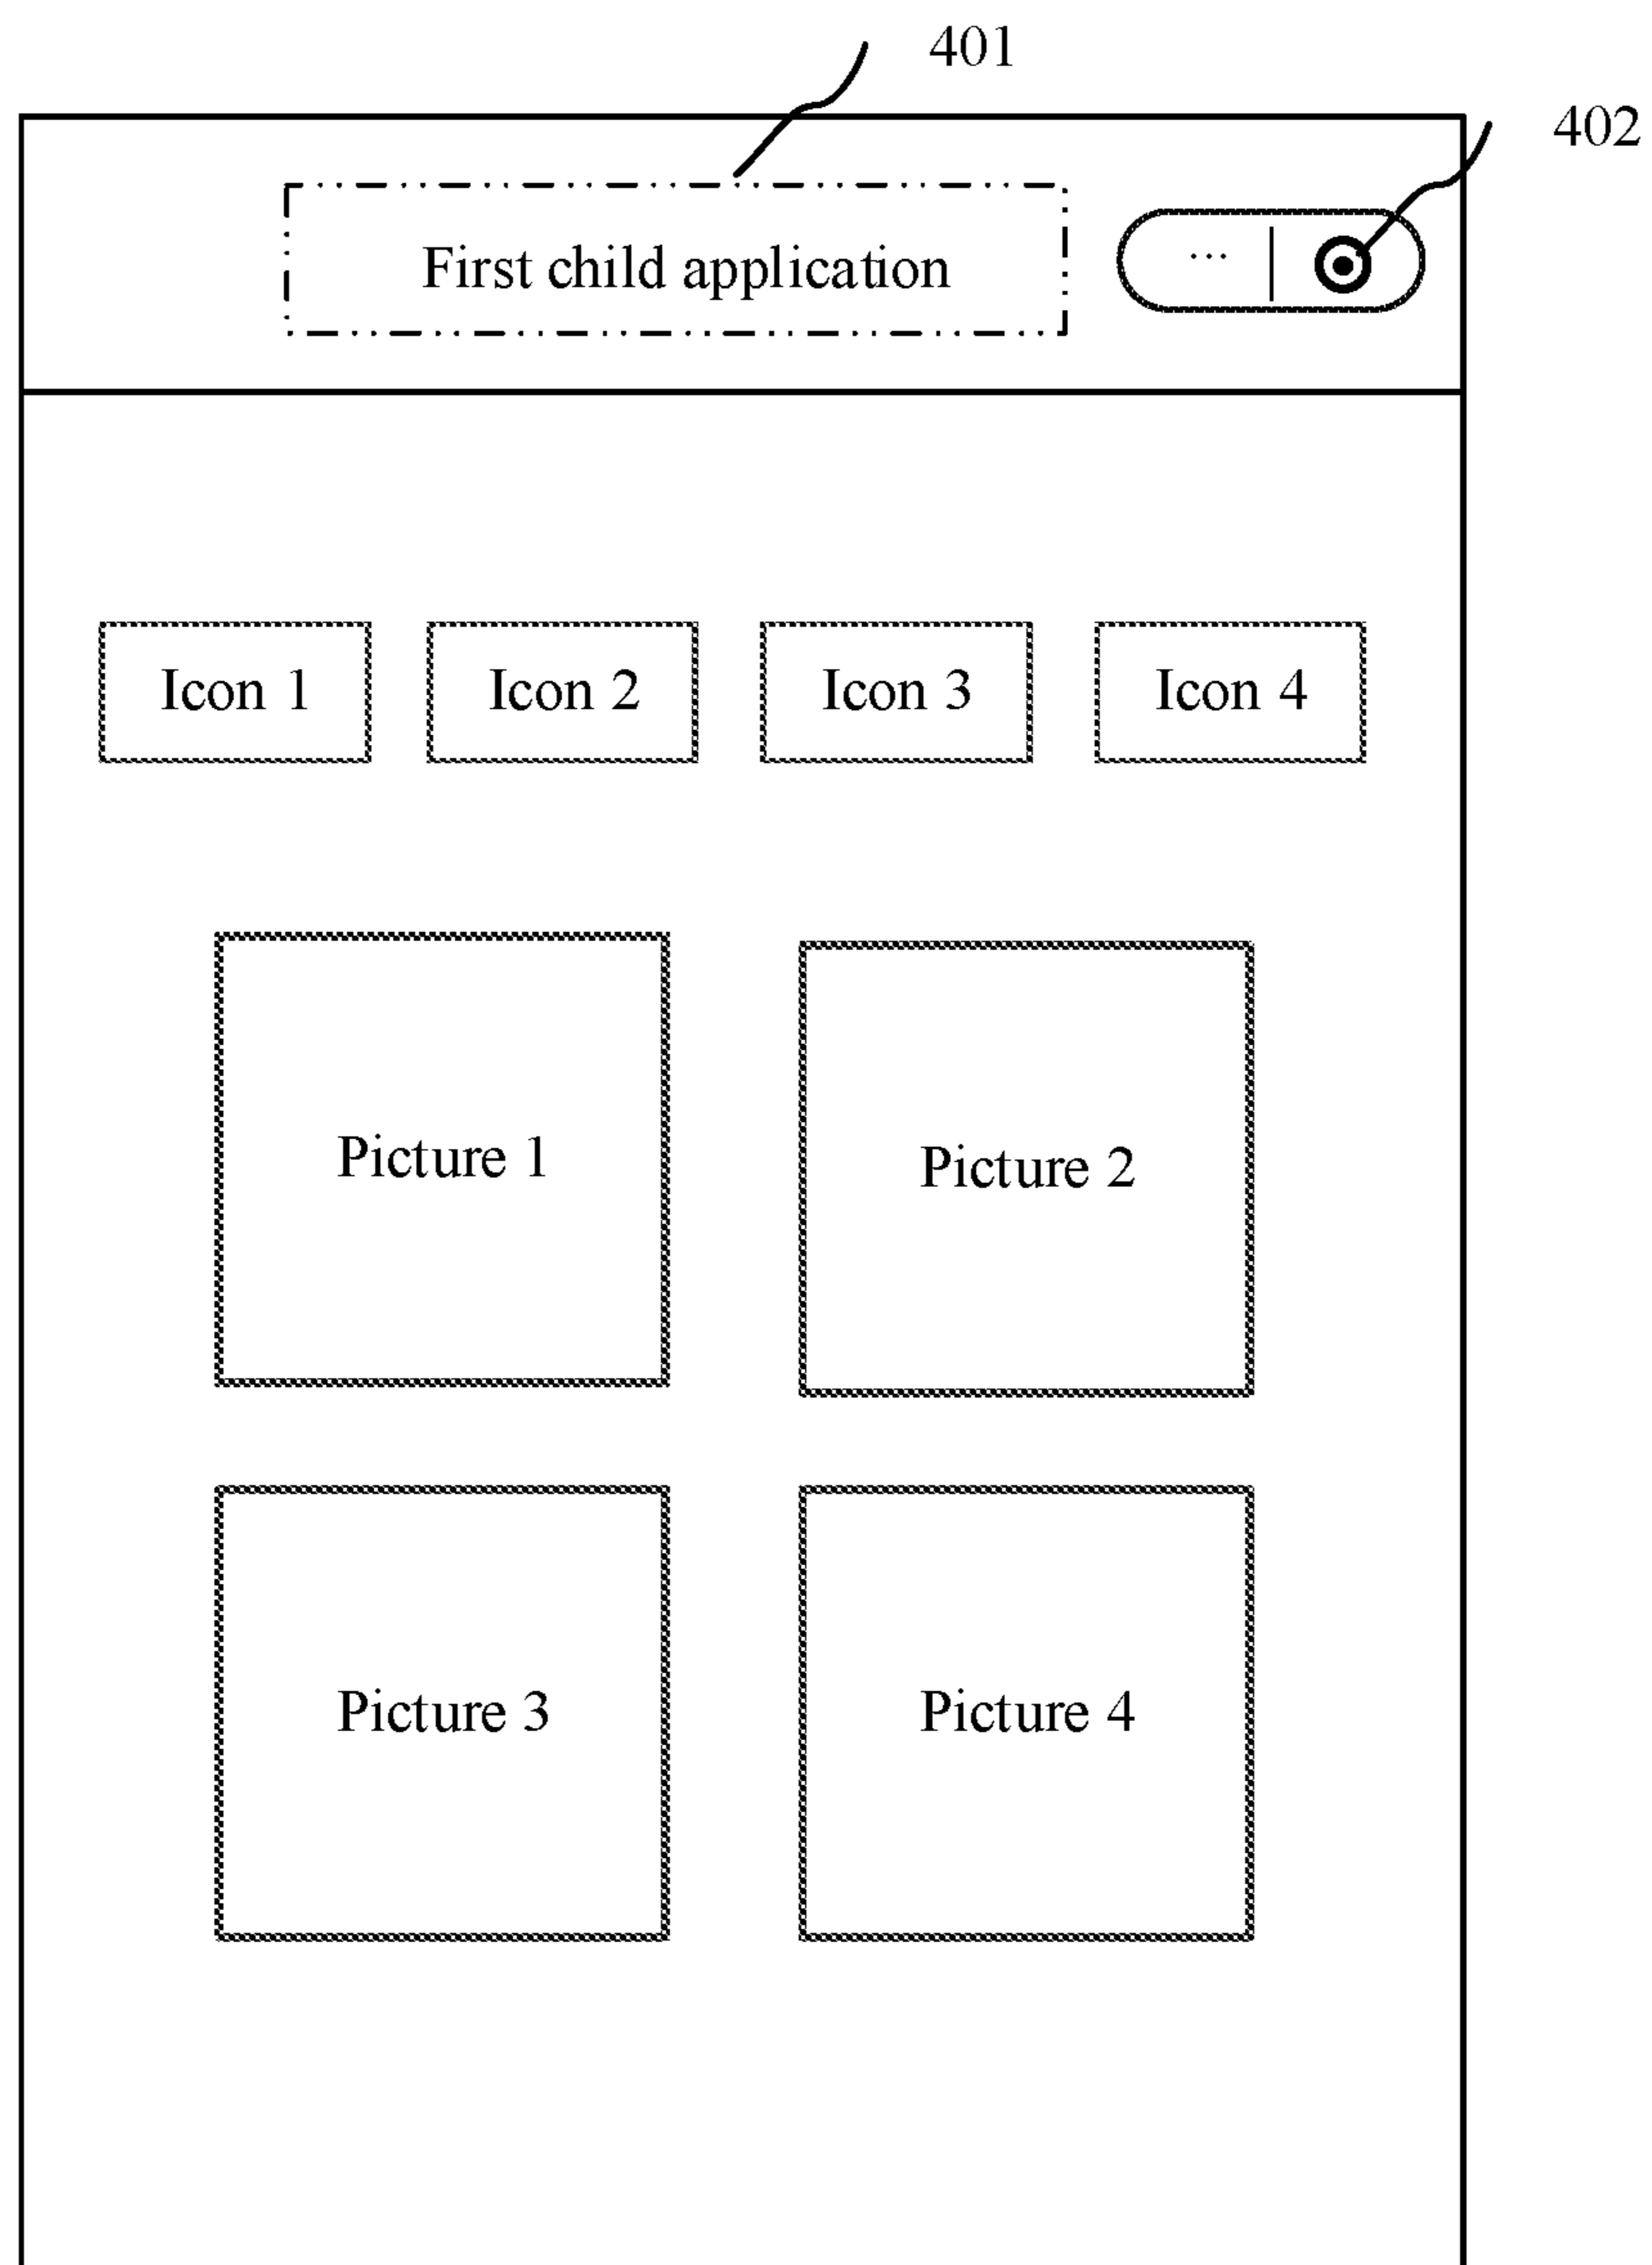 401
402
First child application
...
Icon 1 Icon 2 Icon 3 Icon 4
Picture 1 Picture 2
Picture 3 Picture 4